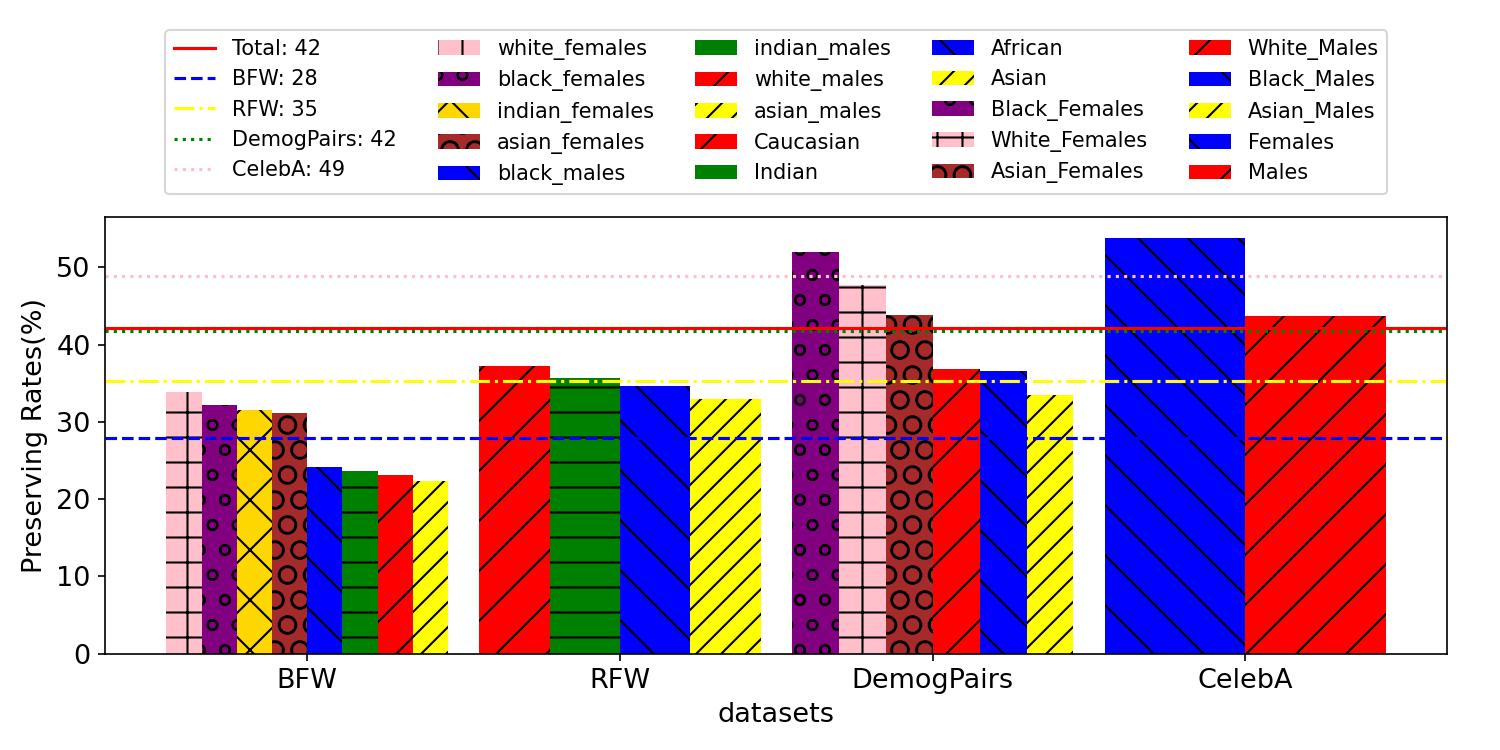 Total: 42
BFW: 28
RFW: 35
DemogPairs: 42
CelebA: 49
white_females
black_females
indian_females
asian_females
black_males
indian_males
white_males
asian_males
Caucasian
Indian
African
Asian
Black_Females
White_Females
Asian_Females
White_Males
Black_Males
Asian_Males
Females
Males
Preserving Rates(%)
50
40
30
20
10
0
BFW RFW DemogPairs CelebA
datasets